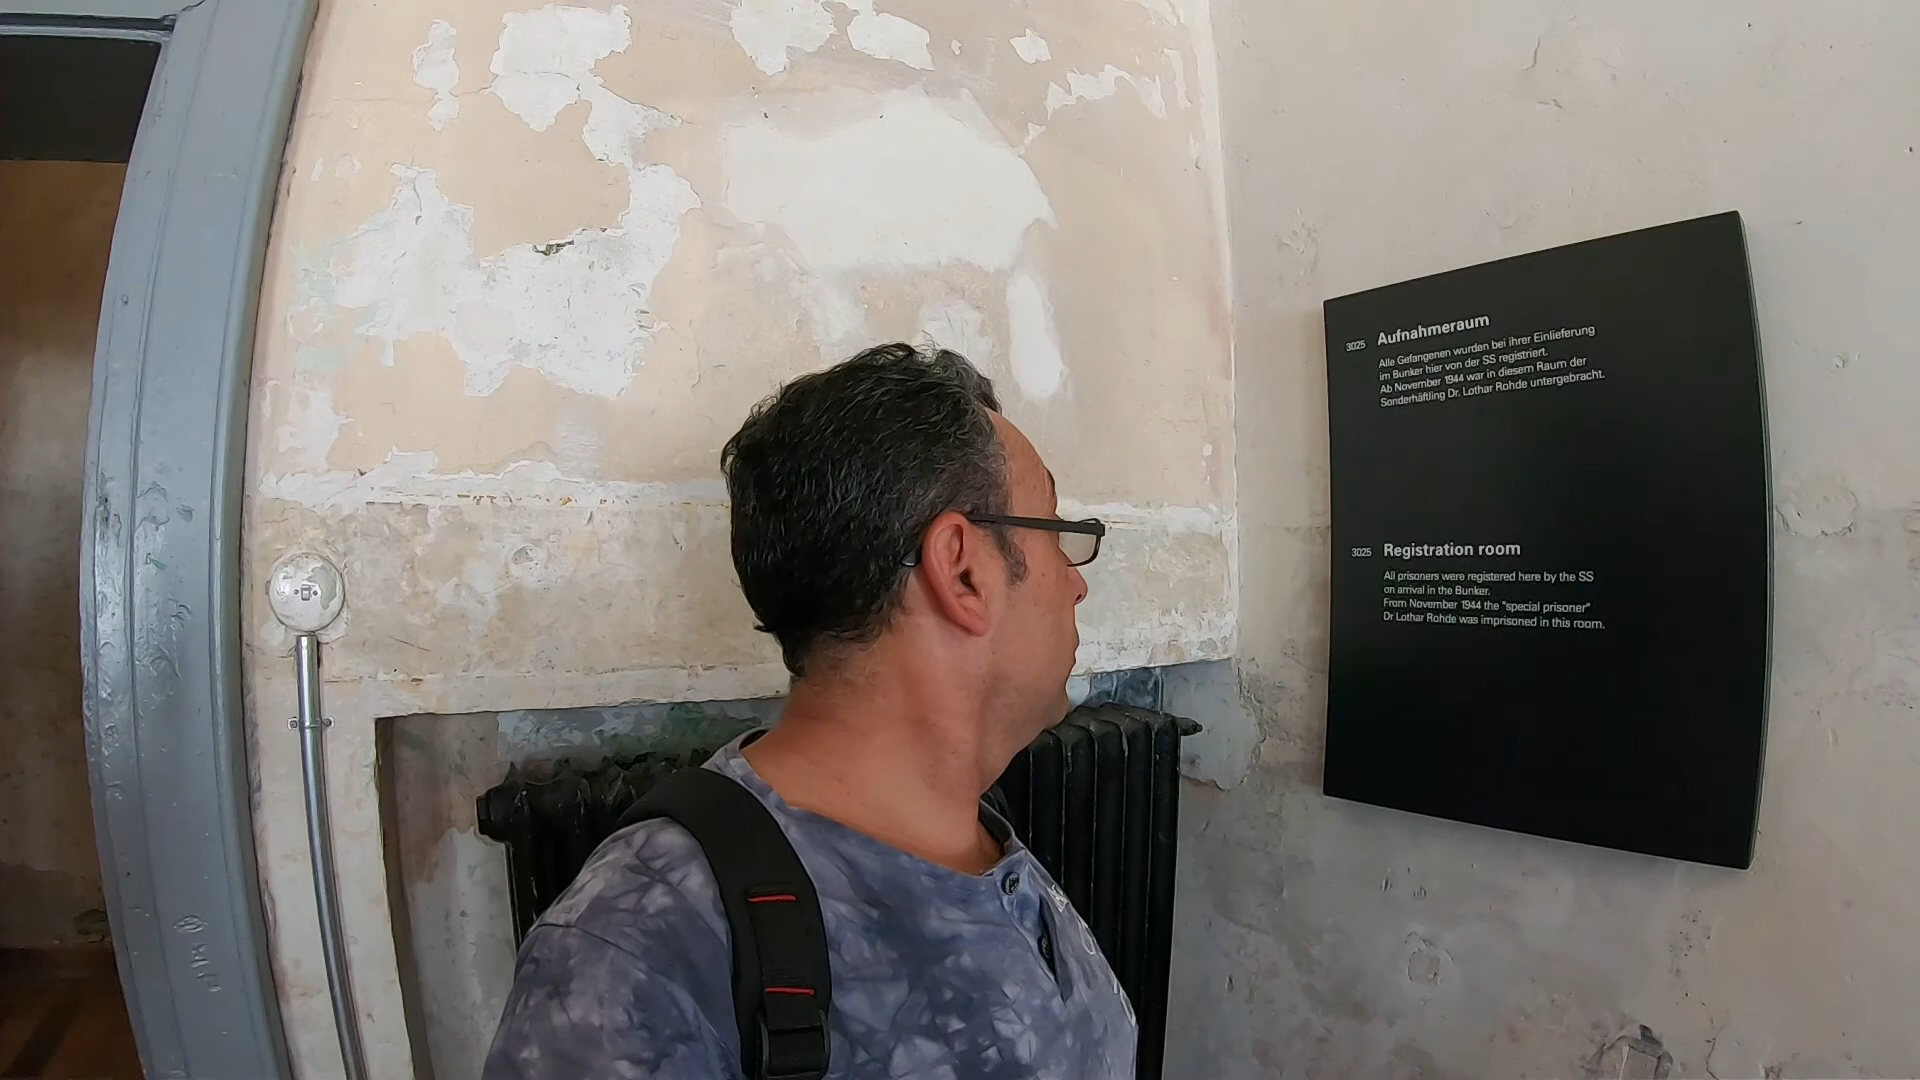 3025 Aufnahmeraum
Alle Gefangenen wurden bei ihrer Einlieferung
im Bunker hier von der SS registriert.
Ab November 1944 war in diesem Raum der
Sonderhäftling Dr. Lothar Rohde untergebracht.
3025 Registration room
All prisoners were registered here by the SS
on arrival in the Bunker.
From November 1944 the "special prisoner"
Dr Lothar Rohde was imprisoned in this room.